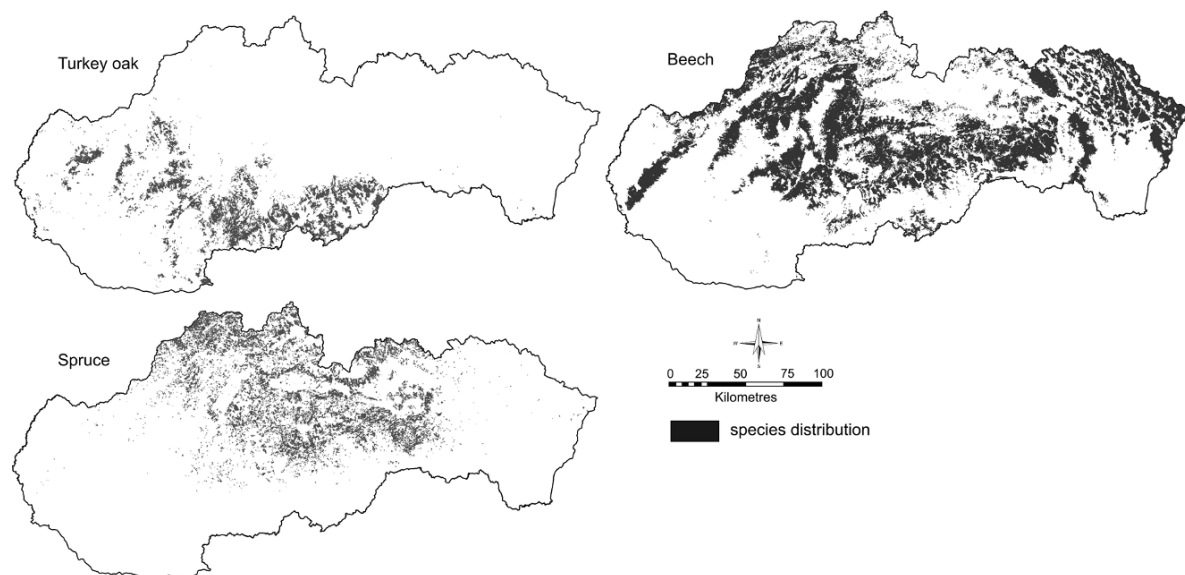 Turkey oak
Beech
Spruce
N
W E
S
0 25 50 75 100
Kilometres
species distribution